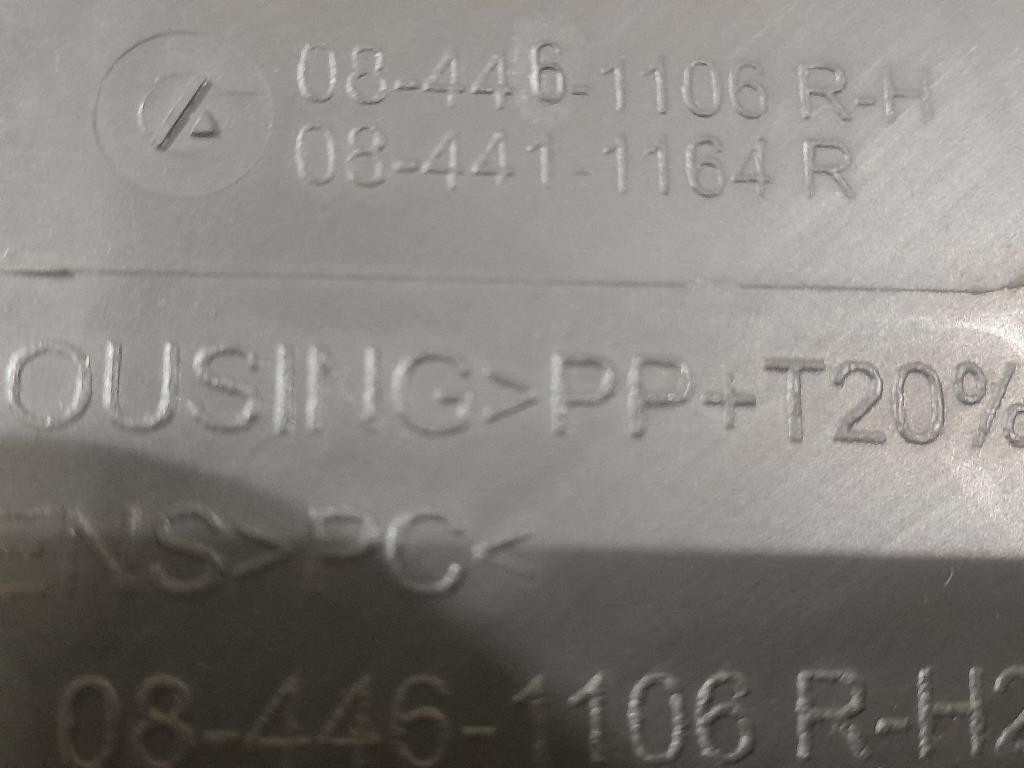 08-446-1106 R-H
08-441-1164 R
OUSING>PP+T20%
ENS>PC<
08-446-1106 R-H2